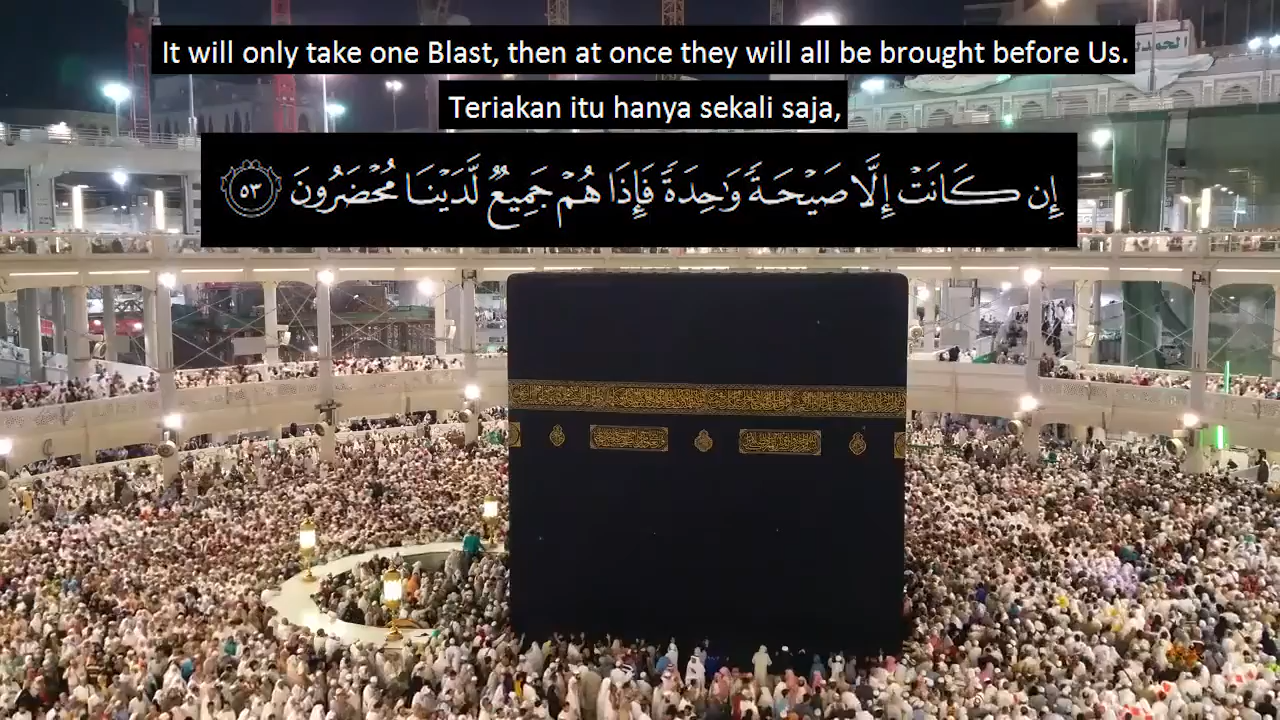 It will only take one Blast, then at once they will all be brought before Us.
Teriakan itu hanya sekali saja,
إِن كَانَتْ إِلَّا صَيْحَةً وَٰحِدَةً فَإِذَا هُمْ جَمِيعٌ لَّدَيْنَا مُحْضَرُونَ ٥٣